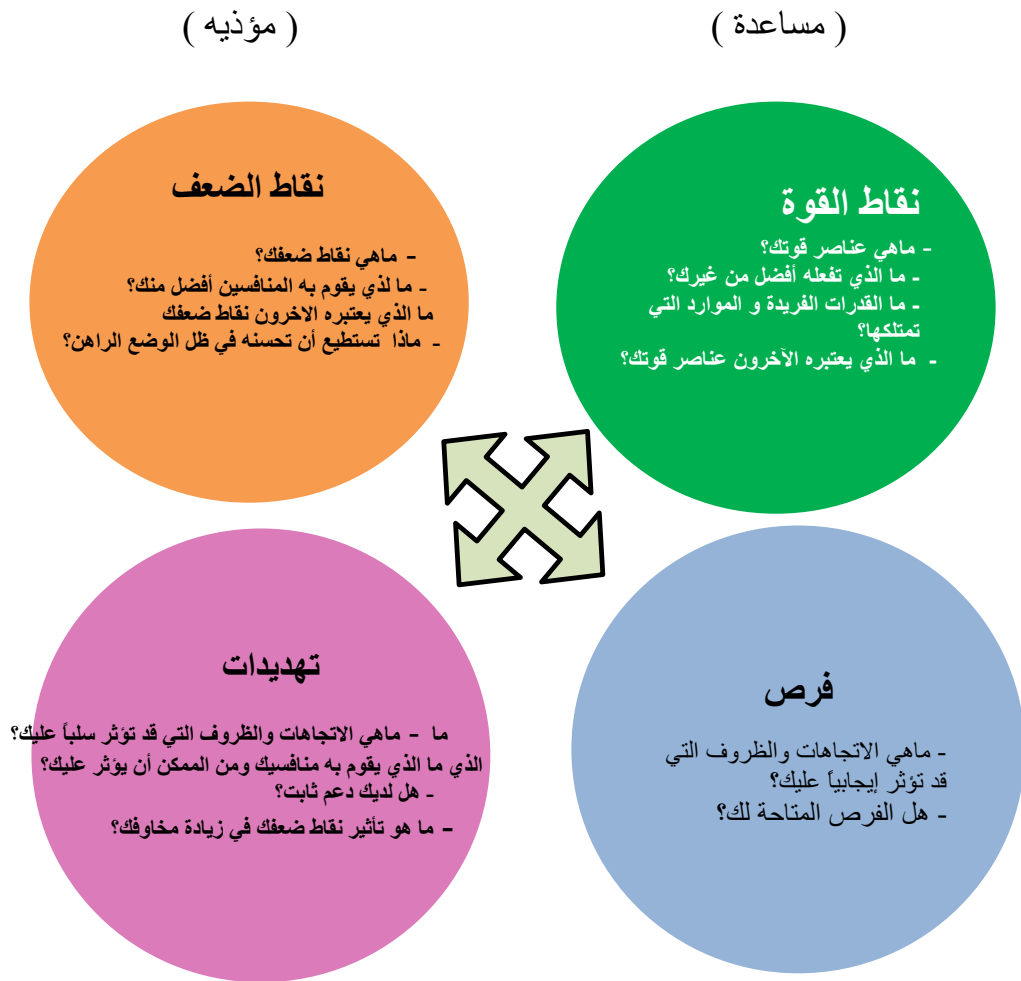 ( مساعدة )
( مؤذيه )
نقاط القوة
- ماهي عناصر قوتك؟
- ما الذي تفعله أفضل من غيرك؟
- ما القدرات الفريدة و الموارد التي
تمتلكها؟
- ما الذي يعتبره الآخرون عناصر قوتك؟
نقاط الضعف
- ماهي نقاط ضعفك؟
- ما لذي يقوم به المنافسين أفضل منك؟
ما الذي يعتبره الاخرون نقاط ضعفك
- ماذا تستطيع أن تحسنه في ظل الوضع الراهن؟
فرص
- ماهي الاتجاهات والظروف التي
قد تؤثر إيجابياً عليك؟
- هل الفرص المتاحة لك؟
تهديدات
ما - ماهي الاتجاهات والظروف التي قد تؤثر سلباً عليك؟
الذي ما الذي يقوم به منافسيك ومن الممكن أن يؤثر عليك؟
- هل لديك دعم ثابت؟
- ما هو تأثير نقاط ضعفك في زيادة مخاوفك؟